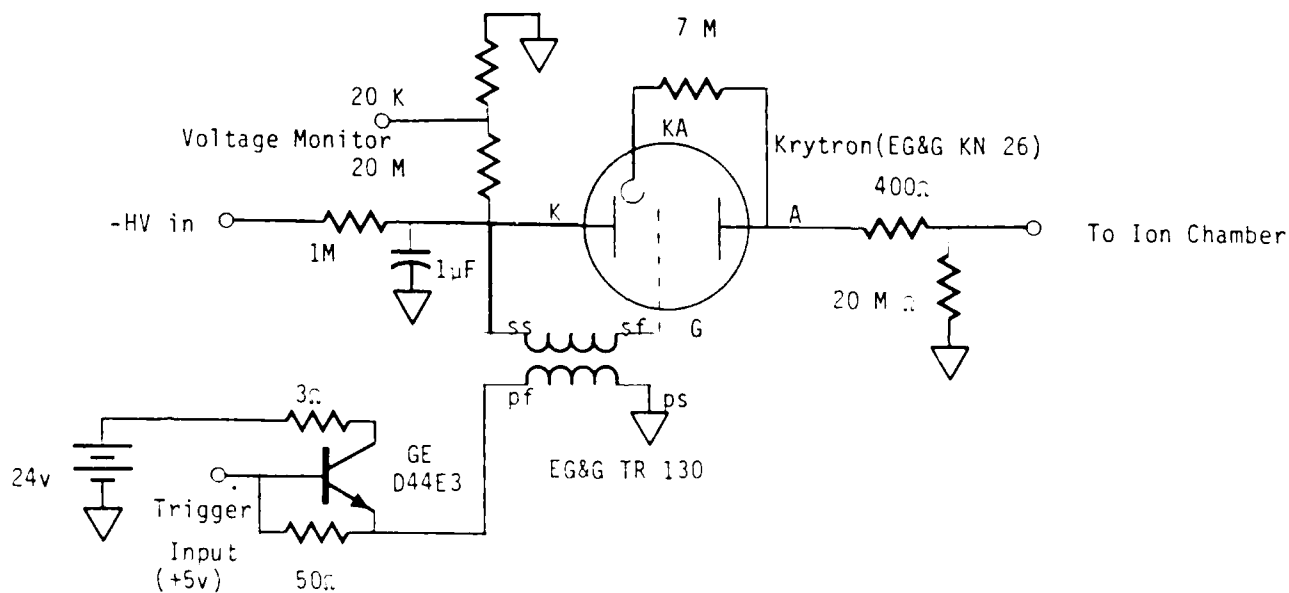 7 M
20 K
KA
Voltage Monitor
Krytron(EG&G KN 26)
20 M
400Ω
-HV in
K
A
To Ion Chamber
1M
1µF
20 M Ω
ss
sf
G
pf
ps
3Ω
GE
D44E3
EG&G TR 130
24v
Trigger
Input
(+5v)
50Ω